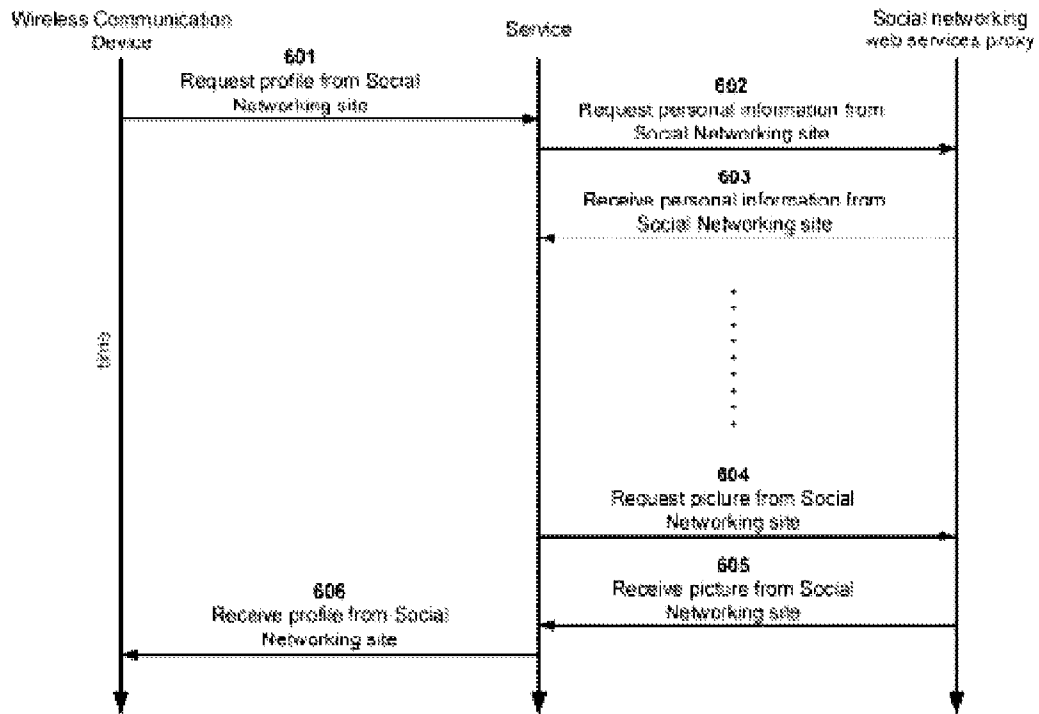 Wireless Communication
Device
Service
Social networking
web services proxy
601
Request profile from Social
Networking site
602
Request personal information from
Social Networking site
603
Receive personal information from
Social Networking site
time
604
Request picture from Social
Networking site
605
Receive picture from Social
Networking site
606
Receive profile from Social
Networking site